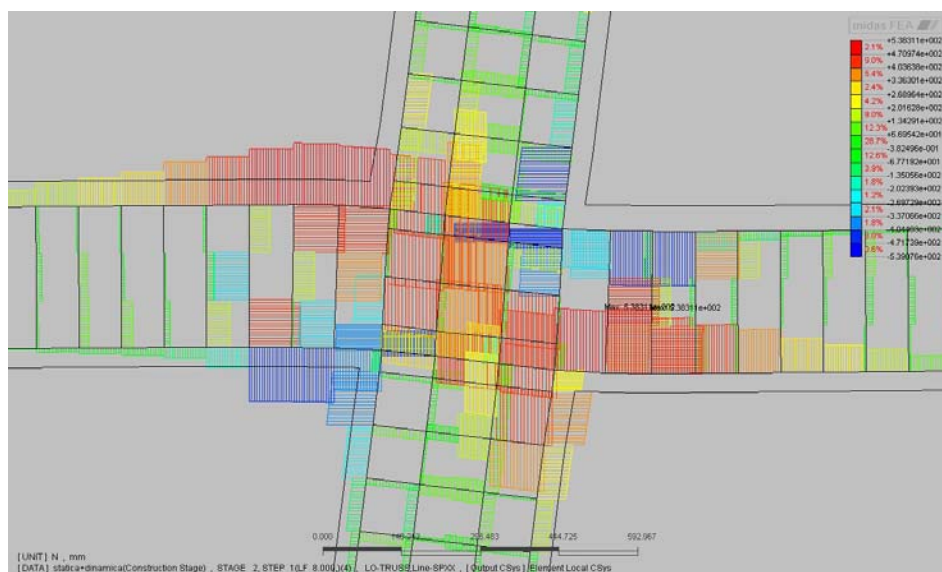 midas FEA
+5.38311e+002
2.1%
+4.70974e+002
9.0%
+4.03638e+002
5.4%
+3.36301e+002
2.4%
+2.68964e+002
4.2%
+2.01628e+002
9.0%
+1.34291e+002
12.3%
+6.69542e+001
28.7%
-3.82496e-001
12.6%
-6.77192e+001
2.9%
-1.35056e+002
1.8%
-2.02393e+002
1.2%
-2.69729e+002
2.1%
-3.37066e+002
1.8%
-4.71739e+002
0.6%
-5.39076e+002
0.000
592.967
[UNIT] N , mm
[DATA] statica+dinamica(Construction Stage) , STAGE 2, STEP 1(LF 8.000)(4) , LO-TRUSS Line-SPXX , [Output CSys] Element Local CSys